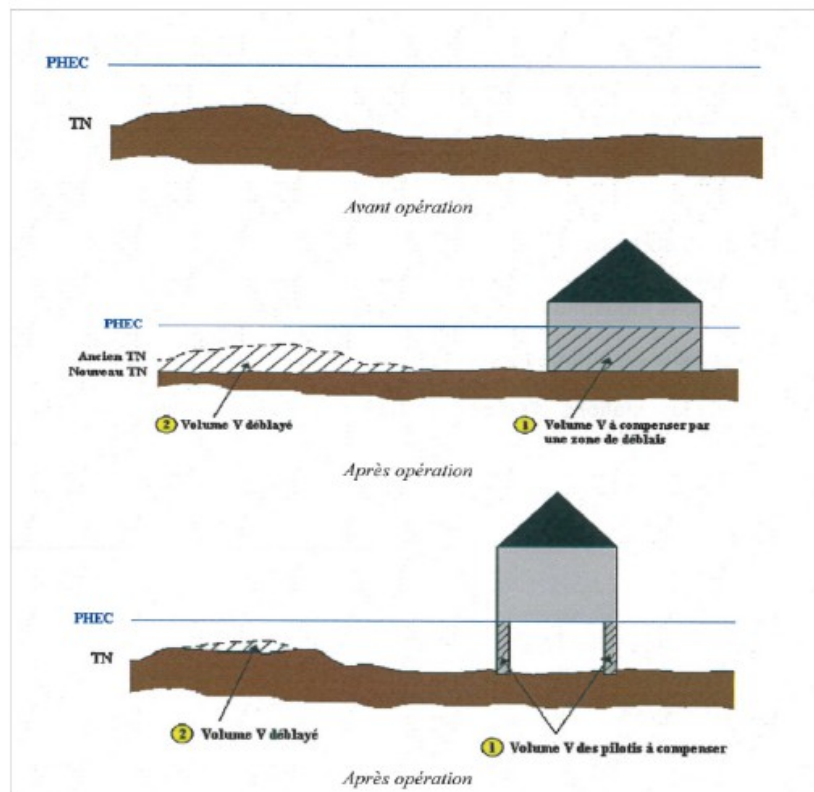 PHEC
TN
Avant opération
PHEC
Ancien TN
Nouveau TN
2 Volume V déblayé
1 Volume V à compenser par
une zone de déblais
Après opération
PHEC
TN
2 Volume V déblayé
1 Volume V des pilotis à compenser
Après opération